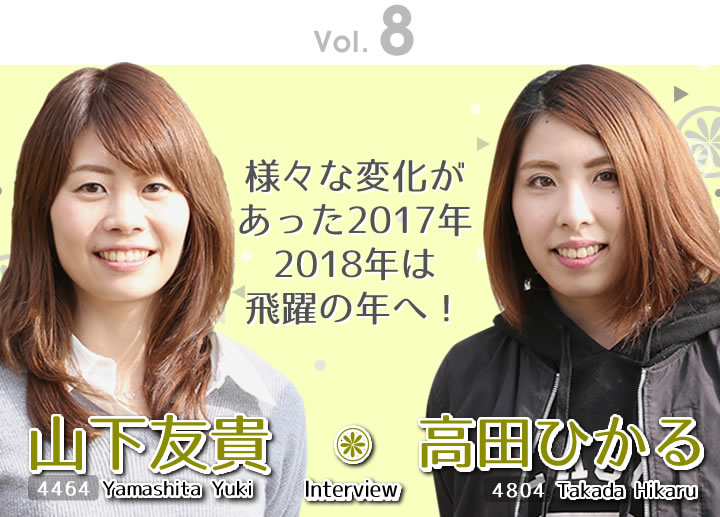 Vol. 8
様々な変化が
あった2017年
2018年は
飛躍の年へ！
山下友貴
4464 Yamashita Yuki
Interview
高田ひかる
4804 Takada Hikaru